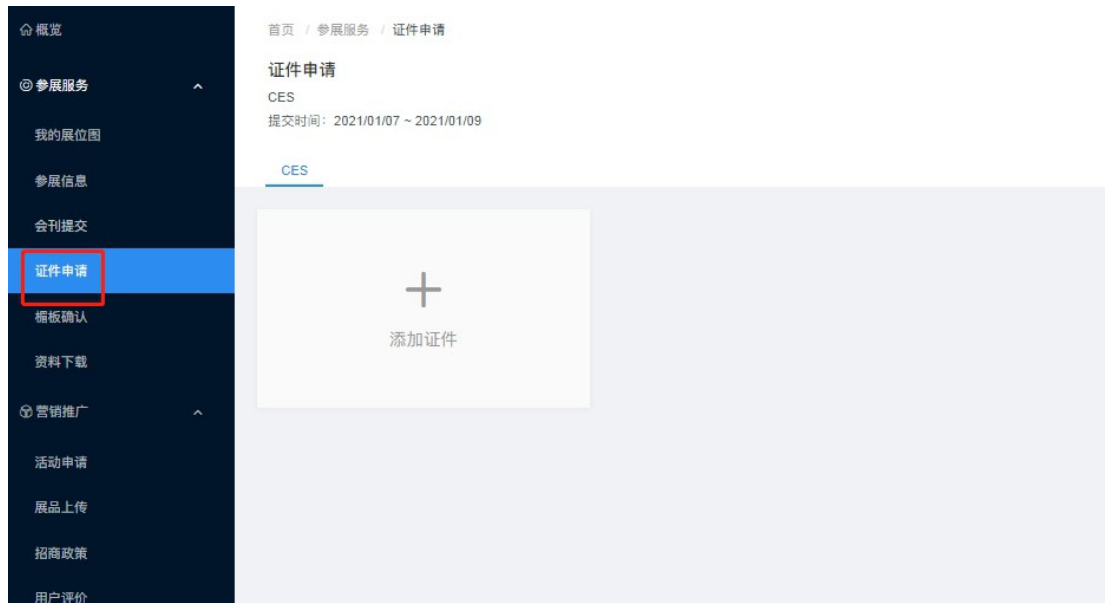 概览
参展服务
我的展位图
参展信息
会刊提交
证件申请
楣板确认
资料下载
营销推广
活动申请
展品上传
招商政策
用户评价
首页 / 参展服务 / 证件申请
证件申请
CES
提交时间：2021/01/07 ~ 2021/01/09
CES
添加证件